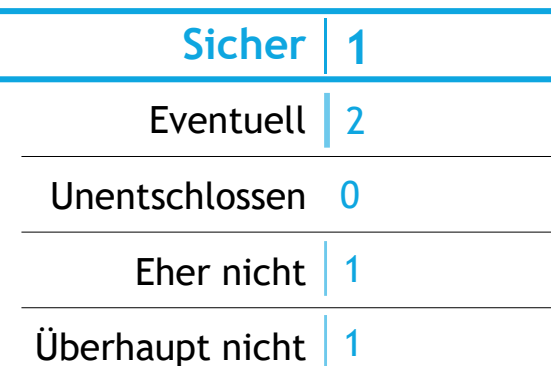 Sicher 1
Eventuell 2
Unentschlossen 0
Eher nicht 1
Überhaupt nicht 1